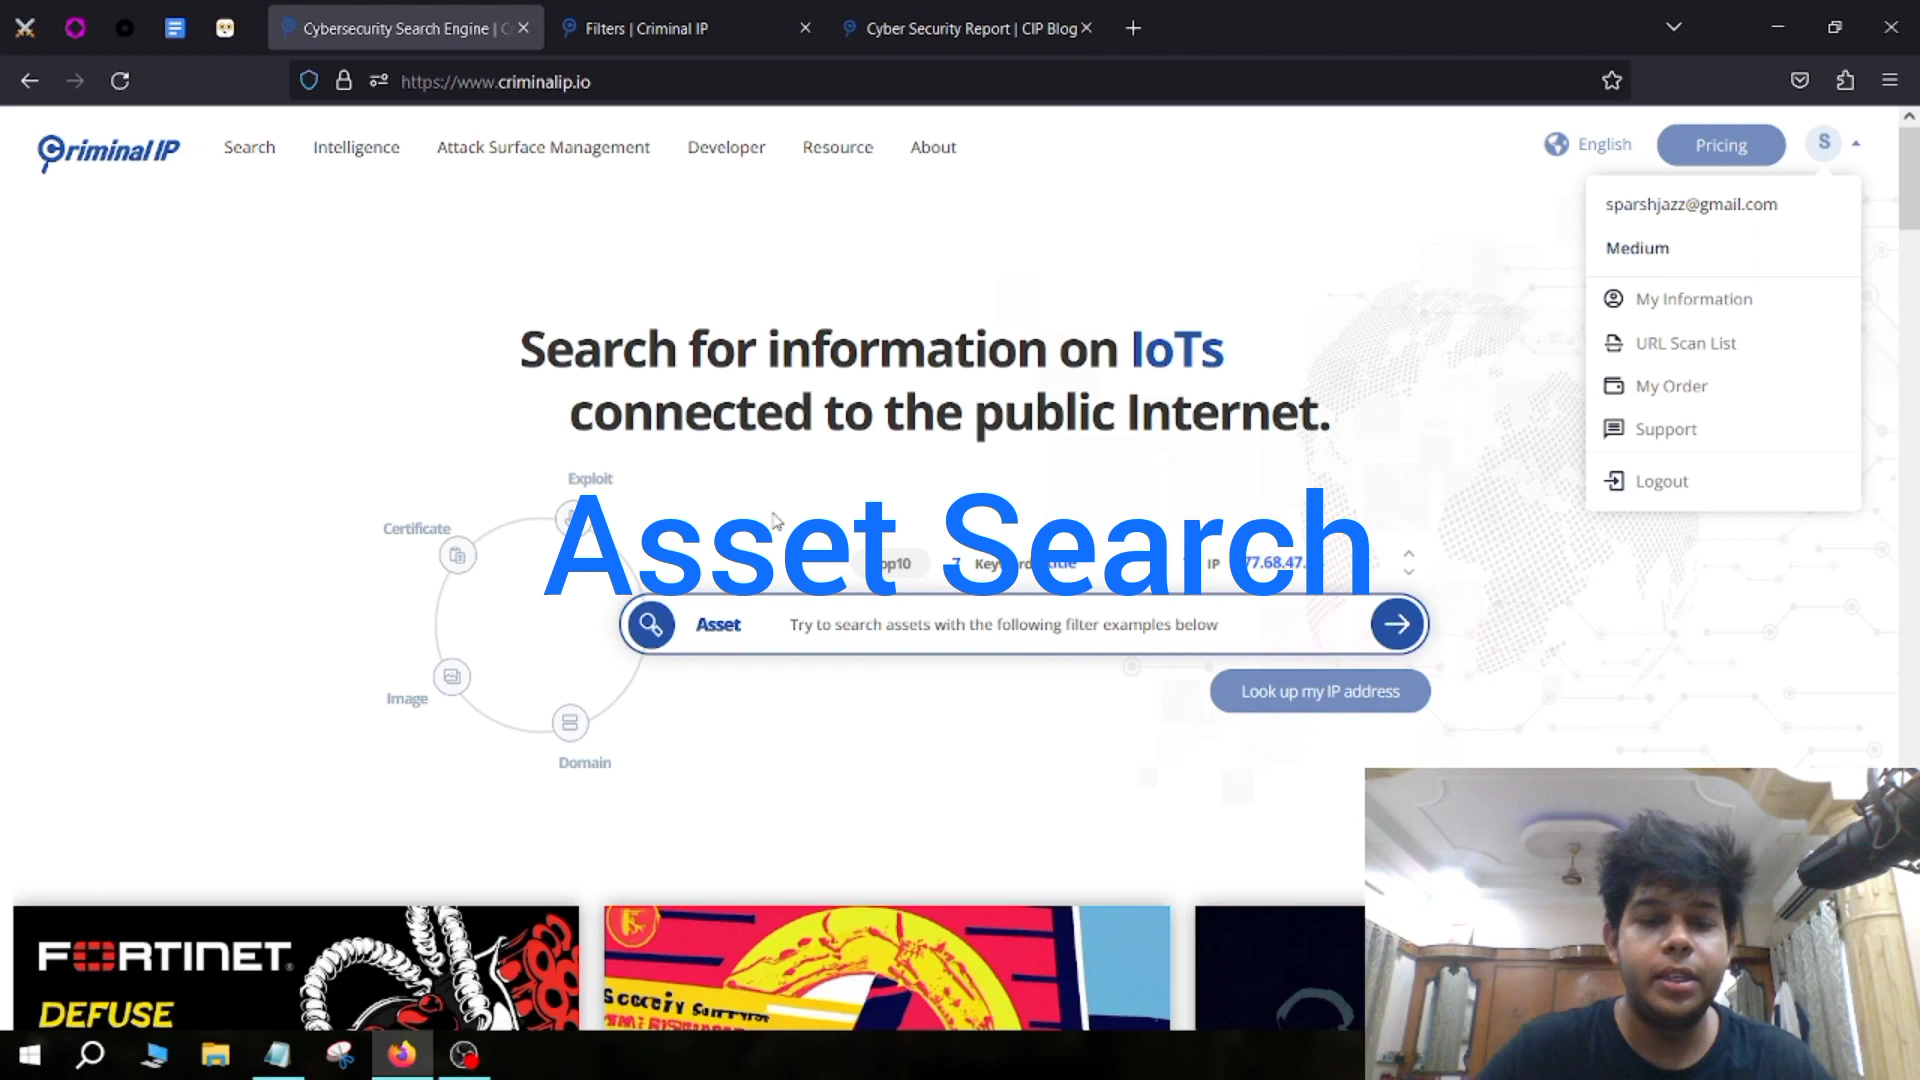 Cybersecurity Search Engine | C
Filters | Criminal IP
Cyber Security Report | CIP Blog
https://www.criminalip.io
Criminal IP
Search
Intelligence
Attack Surface Management
Developer
Resource
About
English
Pricing
S
sparshjazz@gmail.com
Medium
My Information
URL Scan List
My Order
Support
Logout
Search for information on IoTs
connected to the public Internet.
Exploit
Certificate
Image
Domain
Asset Search
IP
77.68.47.
Asset
Try to search assets with the following filter examples below
Look up my IP address
FORTINET
DEFUSE